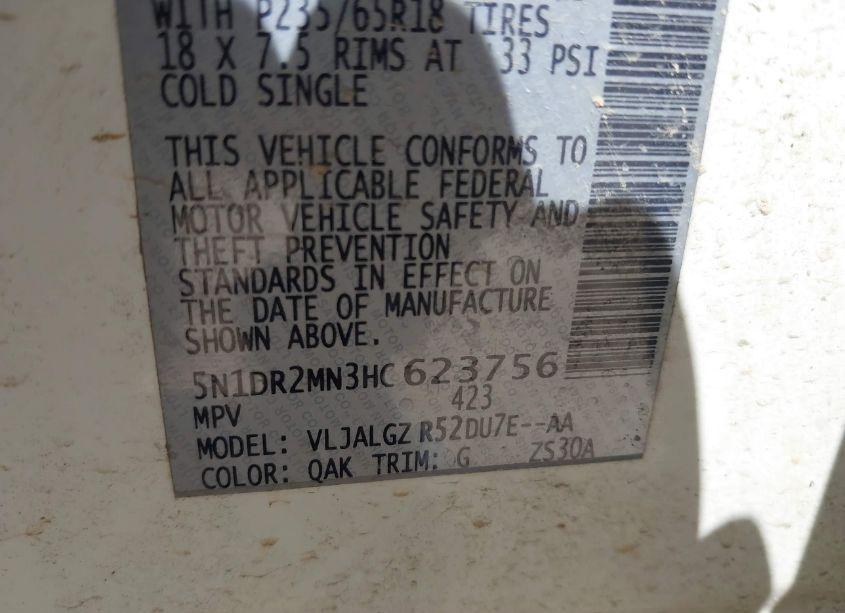 WITH P235/65R18 TIRES
18 X 7.5 RIMS AT 33 PSI
COLD SINGLE
THIS VEHICLE CONFORMS TO
ALL APPLICABLE FEDERAL
MOTOR VEHICLE SAFETY AND
THEFT PREVENTION
STANDARDS IN EFFECT ON
THE DATE OF MANUFACTURE
SHOWN ABOVE.
5N1DR2MN3HC623756
MPV 423
MODEL: VLJALGZ R52DU7E--AA
COLOR: QAK TRIM: G ZS30A